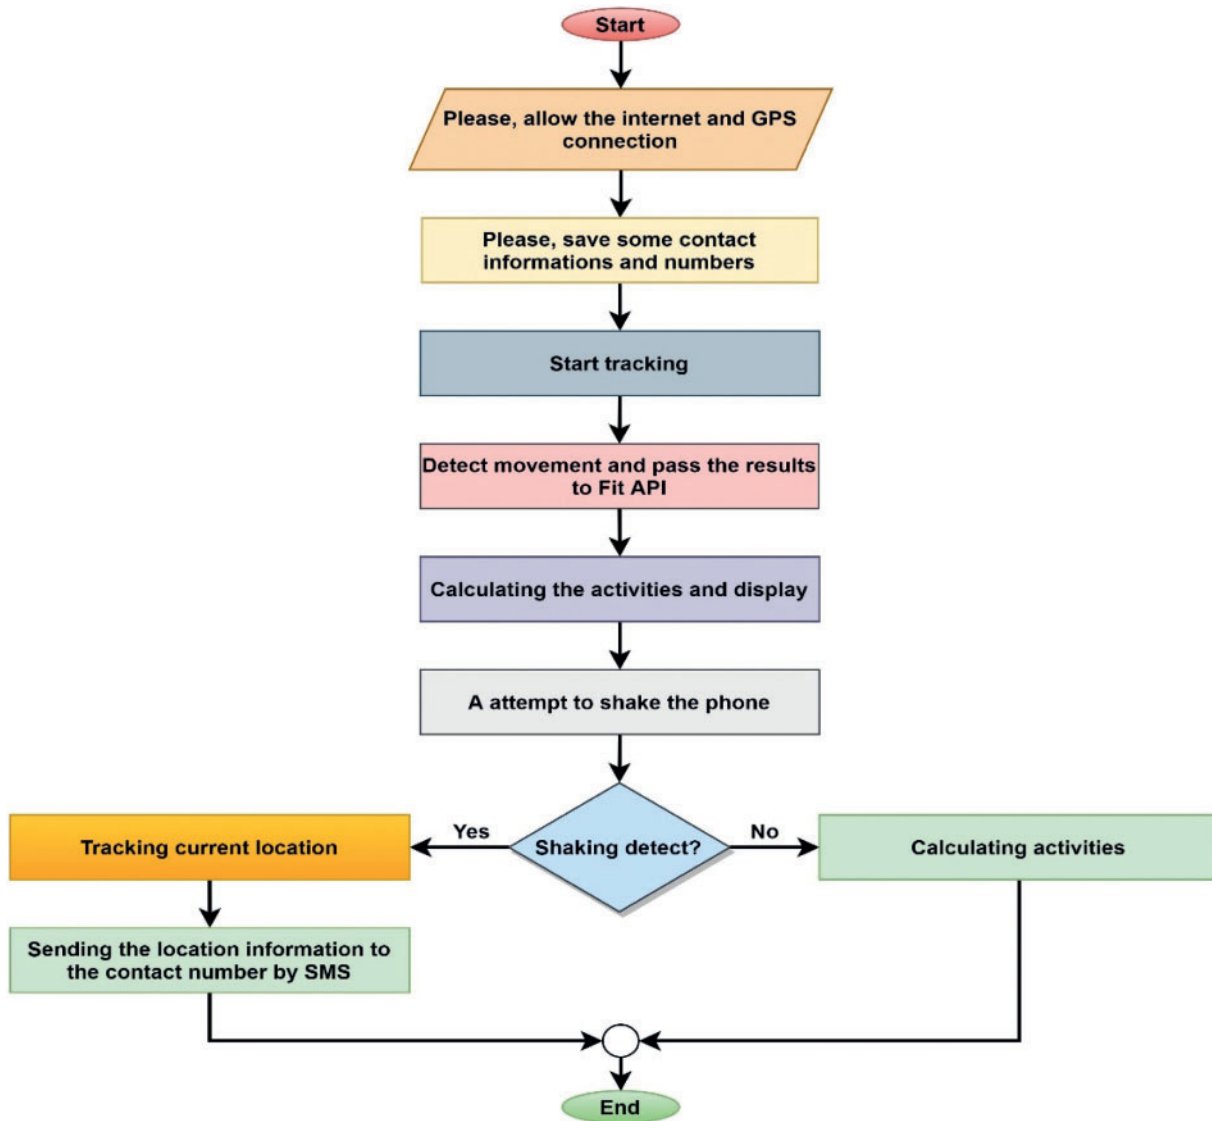 Start
Please, allow the internet and GPS
connection
Please, save some contact
informations and numbers
Start tracking
Detect movement and pass the results
to Fit API
Calculating the activities and display
A attempt to shake the phone
Yes
Shaking detect?
No
Tracking current location
Calculating activities
Sending the location information to
the contact number by SMS
End